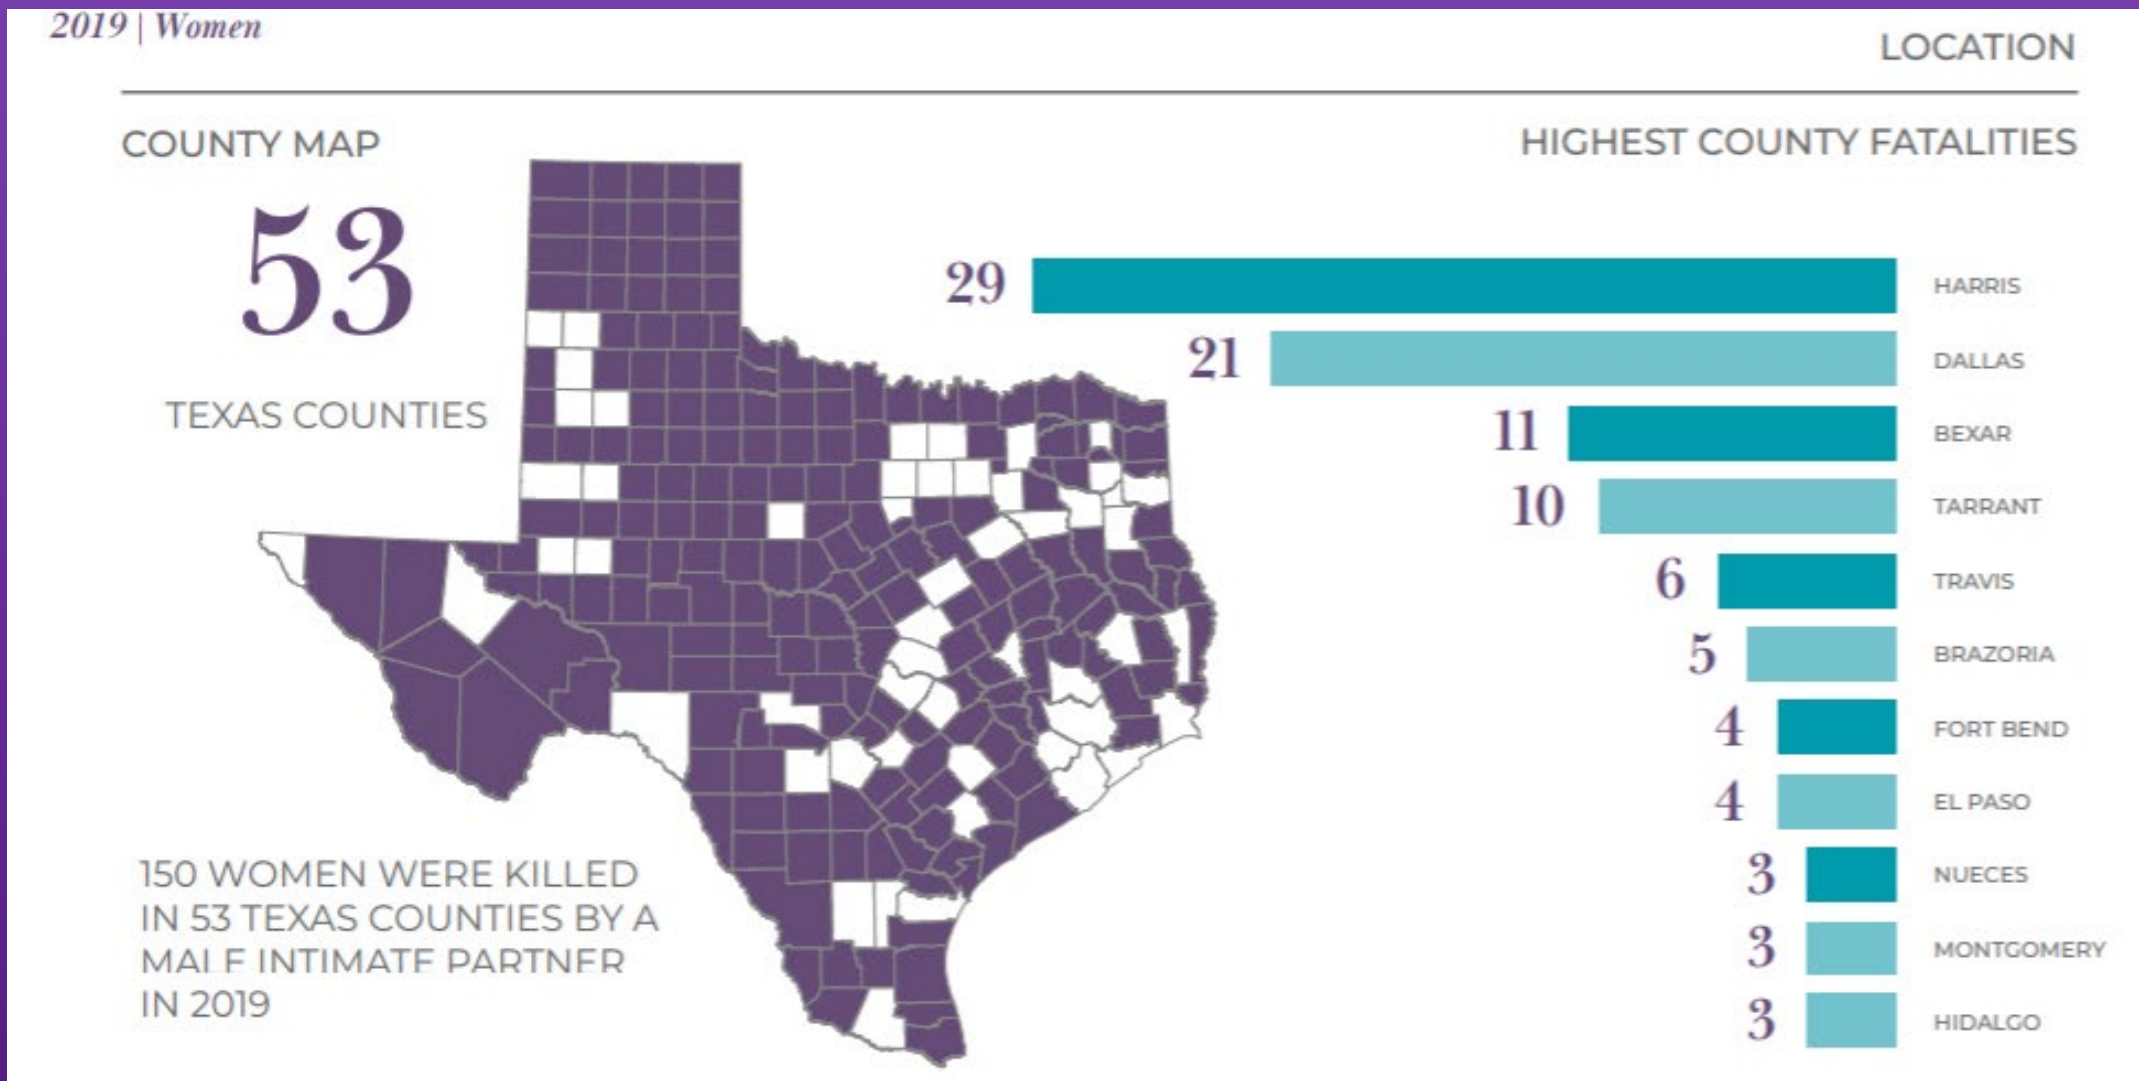 2019 | Women
LOCATION
COUNTY MAP
53
TEXAS COUNTIES
150 WOMEN WERE KILLED
IN 53 TEXAS COUNTIES BY A
MALE INTIMATE PARTNER
IN 2019
HIGHEST COUNTY FATALITIES
29 HARRIS
21 DALLAS
11 BEXAR
10 TARRANT
6 TRAVIS
5 BRAZORIA
4 FORT BEND
4 EL PASO
3 NUECES
3 MONTGOMERY
3 HIDALGO